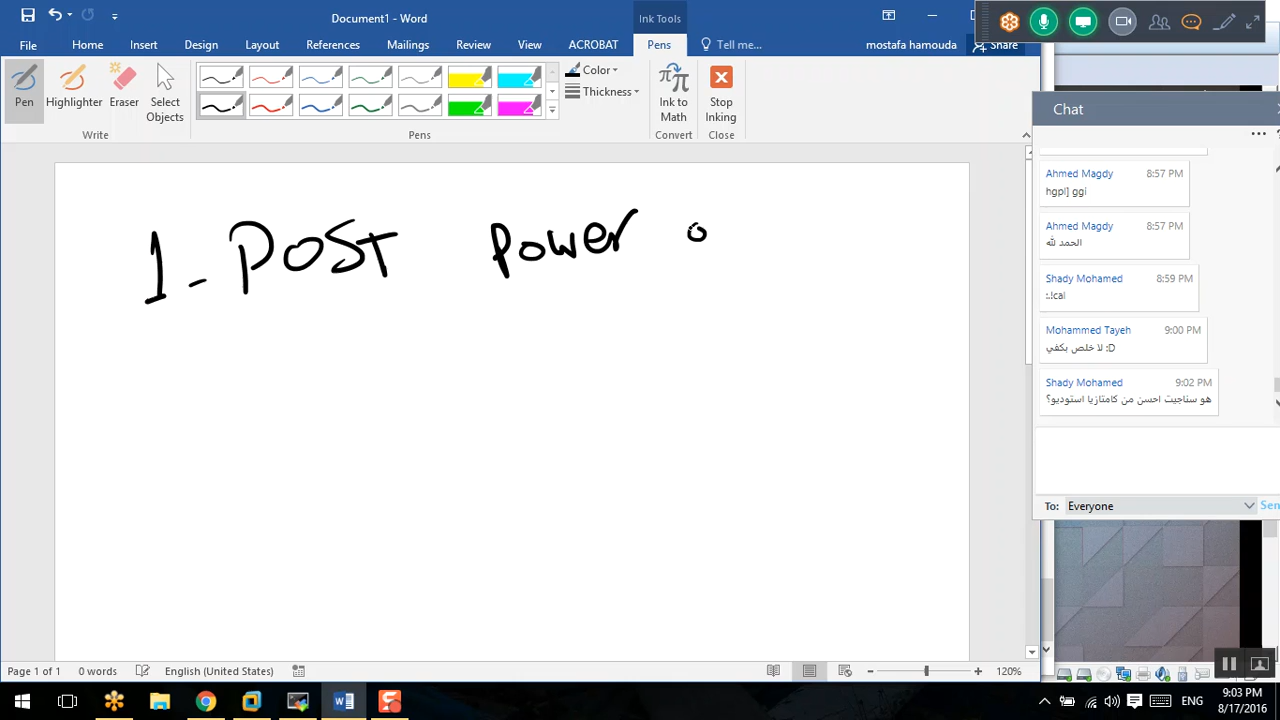 Document1 - Word
Ink Tools
File
Home
Insert
Design
Layout
References
Mailings
Review
View
ACROBAT
Pens
Tell me...
mostafa hamouda
Share
Pen
Highlighter
Eraser
Select Objects
Color
Thickness
Ink to Math
Stop Inking
Write
Pens
Convert
Close
1- POST power o
Chat
Ahmed Magdy 8:57 PM
hgpl] ggi
Ahmed Magdy 8:57 PM
الحمد لله
Shady Mohamed 8:59 PM
Mohammed Tayeh 9:00 PM
لا خلص بكفي :D
Shady Mohamed 9:02 PM
هو سناجيت احسن من كامتازيا استوديو؟
To: Everyone
Sen
Page 1 of 1
0 words
English (United States)
120%
ENG
9:03 PM
8/17/2016